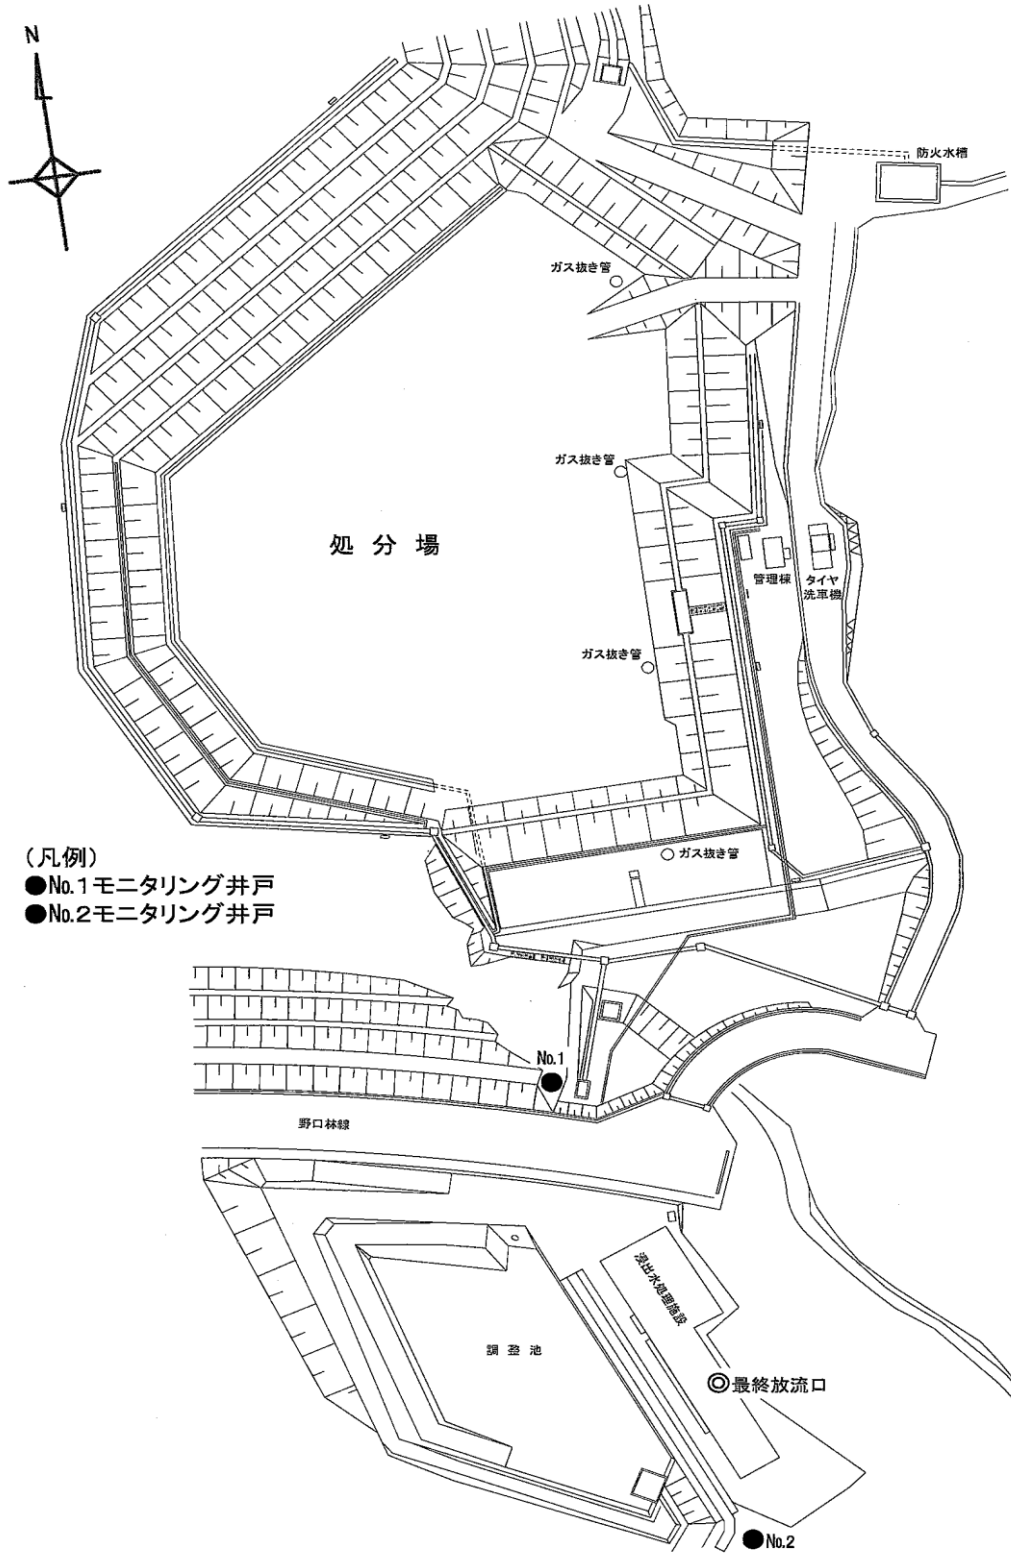 N
防火水槽
ガス抜き管
ガス抜き管
処分場
管理棟
タイヤ
洗車機
ガス抜き管
(凡例)
●No.1モニタリング井戸
●No.2モニタリング井戸
ガス抜き管
No.1
野口林線
浸出水処理施設
調整池
◎最終放流口
●No.2